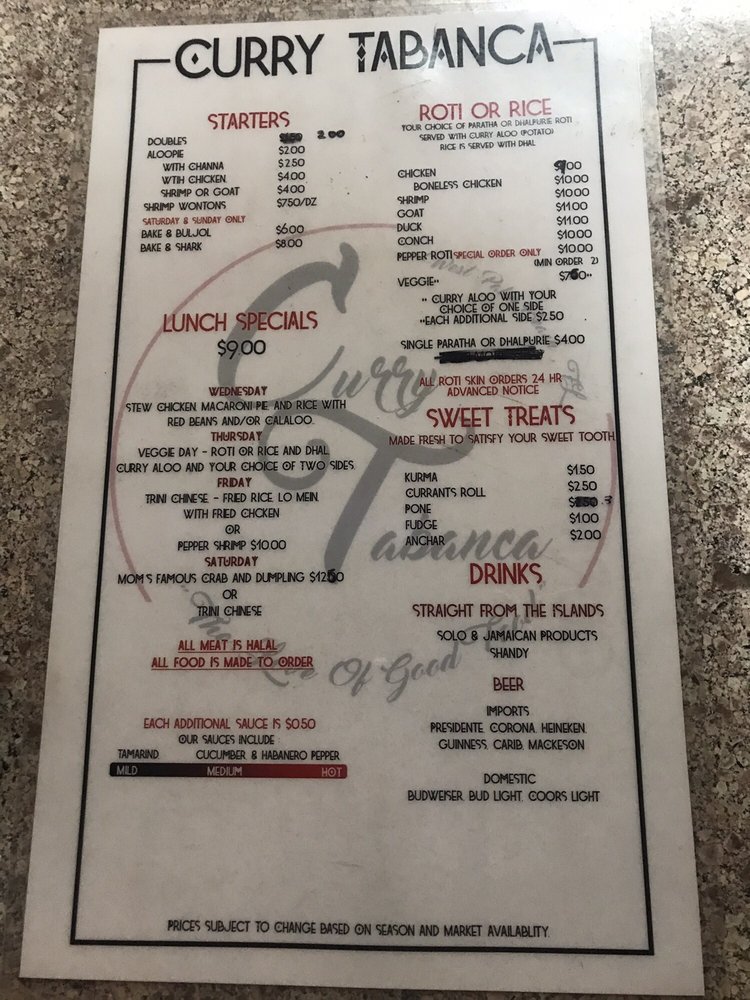 CURRY TABANCA
STARTERS
DOUBLES 2.00
ALOOPIE $2.00
WITH CHANNA $2.50
WTIH CHICKEN $4.00
SHRIMP OR GOAT $4.00
SHRIMP WONTONS $7.50/DZ
SATURDAY & SUNDAY ONLY
BAKE & BULJOL $6.00
BAKE & SHARK $8.00
LUNCH SPECIALS
$9.00
WEDNESDAY
STEW CHICKEN, MACARONI PIE, AND RICE WITH
RED BEANS AND/OR CALALOO.
THURSDAY
VEGGIE DAY - ROTI OR RICE AND DHAL,
CURRY ALOO AND YOUR CHOICE OF TWO SIDES.
FRIDAY
TRINI CHINESE - FRIED RICE, LO MEIN,
WITH FRIED CHCKEN
OR
PEPPER SHRIMP $10.00
SATURDAY
MOM'S FAMOUS CRAB AND DUMPLING $12.50
OR
TRINI CHINESE
ALL MEAT IS HALAL
ALL FOOD IS MADE TO ORDER
EACH ADDITIONAL SAUCE IS $0.50
OUR SAUCES INCLUDE
TAMARIND CUCUMBER & HABANERO PEPPER
MILD MEDIUM HOT
ROTI OR RICE
YOUR CHOICE OF PARATHA OR DHALPURIE ROTI
SERVED WITH CURRY ALOO (POTATO)
RICE IS SERVED WITH DHAL
CHICKEN $9.00
BONELESS CHICKEN $10.00
SHRIMP $10.00
GOAT $11.00
DUCK $11.00
CONCH $10.00
PEPPER ROTI SPECIAL ORDER ONLY $10.00
(MIN ORDER 2)
VEGGIE**
** CURRY ALOO WITH YOUR
CHOICE OF ONE SIDE
**EACH ADDITIONAL SIDE $2.50
SINGLE PARATHA OR DHALPURIE $4.00
ALL ROTI SKIN ORDERS 24 HR
ADVANCED NOTICE
SWEET TREATS
MADE FRESH TO SATISFY YOUR SWEET TOOTH
KURMA $1.50
CURRANTS ROLL $2.50
PONE
FUDGE $1.00
ANCHAR $2.00
DRINKS
STRAIGHT FROM THE ISLANDS
SOLO & JAMAICAN PRODUCTS
SHANDY
BEER
IMPORTS
PRESIDENTE, CORONA, HEINEKEN,
GUINNESS, CARIB, MACKESON
DOMESTIC
BUDWEISER, BUD LIGHT, COORS LIGHT
Curry
Tabanca
Of Good
PRICES SUBJECT TO CHANGE BASED ON SEASON AND MARKET AVAILABLITY.